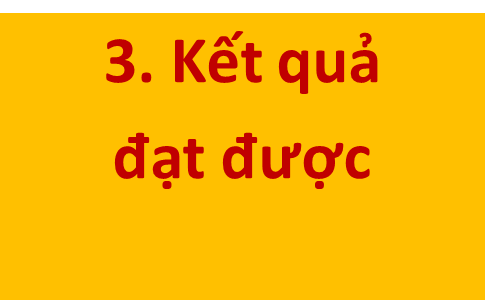 3. Kết quả
đạt được